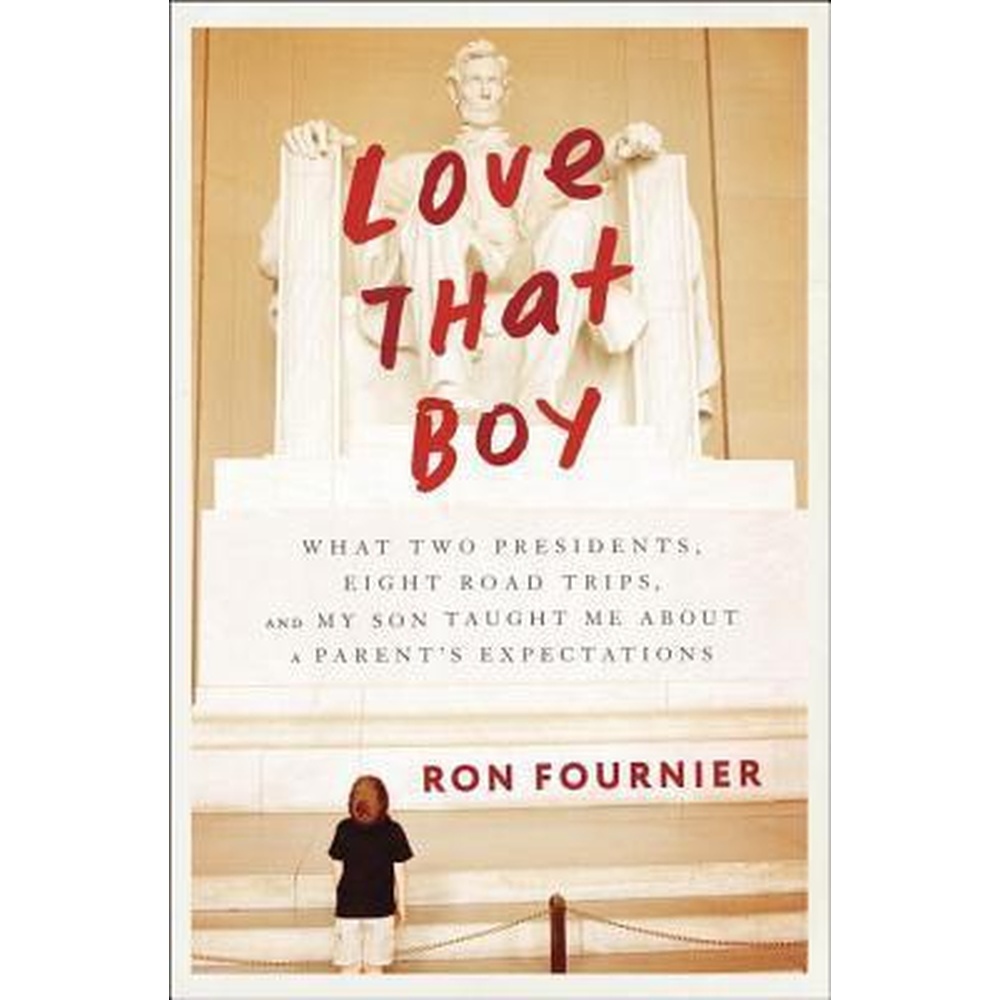 Love
THat
BOY
WHAT TWO PRESIDENTS,
EIGHT ROAD TRIPS,
AND MY SON TAUGHT ME ABOUT
A PARENT'S EXPECTATIONS
RON FOURNIER